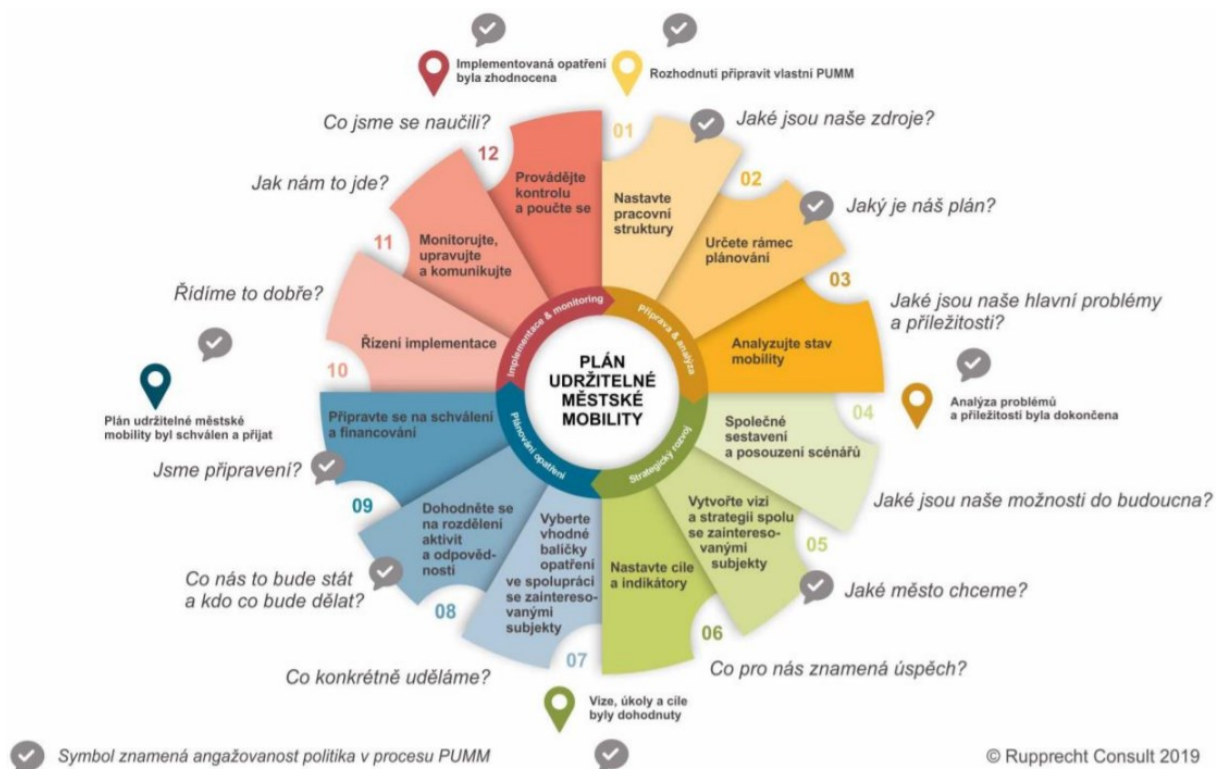 Implementovaná opatření
byla zhodnocena
Rozhodnutí připravit vlastní PUMM
Co jsme se naučili?
12
01
Jaké jsou naše zdroje?
Provádějte
kontrolu
a poučte se
Nastavte
pracovní
struktury
Jak nám to jde?
11
02
Jaký je náš plán?
Monitorujte,
upravujte
a komunikujte
Určete rámec
plánování
Řídíme to dobře?
03
Jaké jsou naše hlavní problémy
a příležitosti?
Řízení implementace
10
Analyzujte stav
mobility
Implementace & monitoring
Příprava & analýza
PLÁN
UDRŽITELNÉ
MĚSTSKÉ
MOBILITY
Plánování opatření
Strategický rozvoj
Plán udržitelné městské
mobility byl schválen a přijat
Analýza problémů
a příležitostí byla dokončena
Připravte se na schválení
a financování
04
Společné
sestavení
a posouzení scénářů
Jsme připravení?
09
Jaké jsou naše možnosti do budoucna?
Dohodněte se
na rozdělení
aktivit
a odpověd-
ností
Vyberte
vhodné
balíčky
opatření
ve spolupráci
se zaintereso-
vanými
subjekty
Nastavte cíle
a indikátory
Vytvořte vizi
a strategii spolu
se zaintereso-
vanými
subjekty
05
Co nás to bude stát
a kdo co bude dělat?
08
Jaké město chceme?
07
06
Co konkrétně uděláme?
Co pro nás znamená úspěch?
Vize, úkoly a cíle
byly dohodnuty
Symbol znamená angažovanost politika v procesu PUMM
© Rupprecht Consult 2019